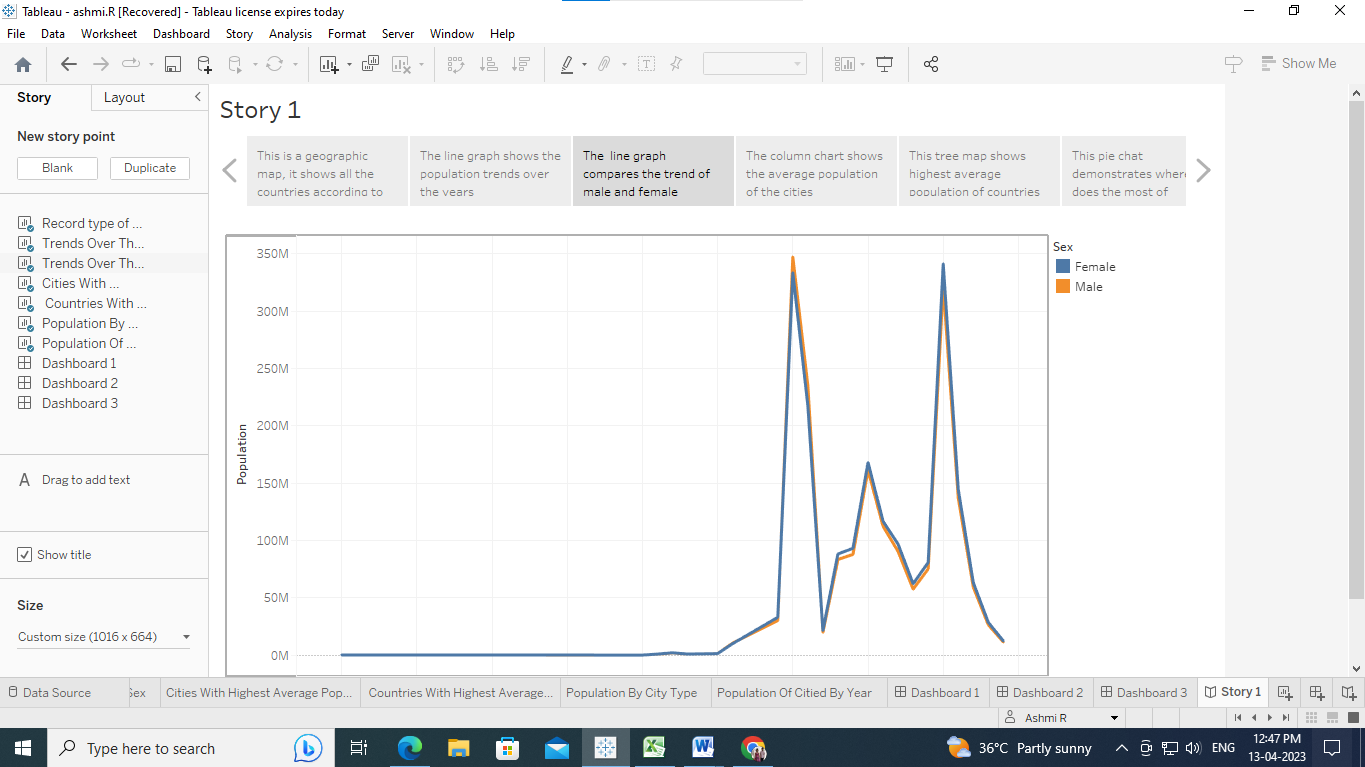 Tableau - ashmi.R [Recovered] - Tableau license expires today
File Data Worksheet Dashboard Story Analysis Format Server Window Help
Show Me
Story Layout
New story point
Blank Duplicate
Record type of ...
Trends Over Th...
Trends Over Th...
Cities With ...
Countries With ...
Population By ...
Population Of ...
Dashboard 1
Dashboard 2
Dashboard 3
A Drag to add text
Show title
Size
Custom size (1016 x 664)
Story 1
This is a geographic
map, it shows all the
countries according to
The line graph shows the
population trends over
the years
The line graph
compares the trend of
male and female
The column chart shows
the average population
of the cities
This tree map shows
highest average
population of countries
This pie chat
demonstrates where
does the most of
350M
300M
250M
200M
150M
100M
50M
0M
Population
Sex
Female
Male
Data Source Sex Cities With Highest Average Pop... Countries With Highest Average... Population By City Type Population Of Citied By Year Dashboard 1 Dashboard 2 Dashboard 3 Story 1
Ashmi R
Type here to search
36°C Partly sunny ENG 12:47 PM
13-04-2023